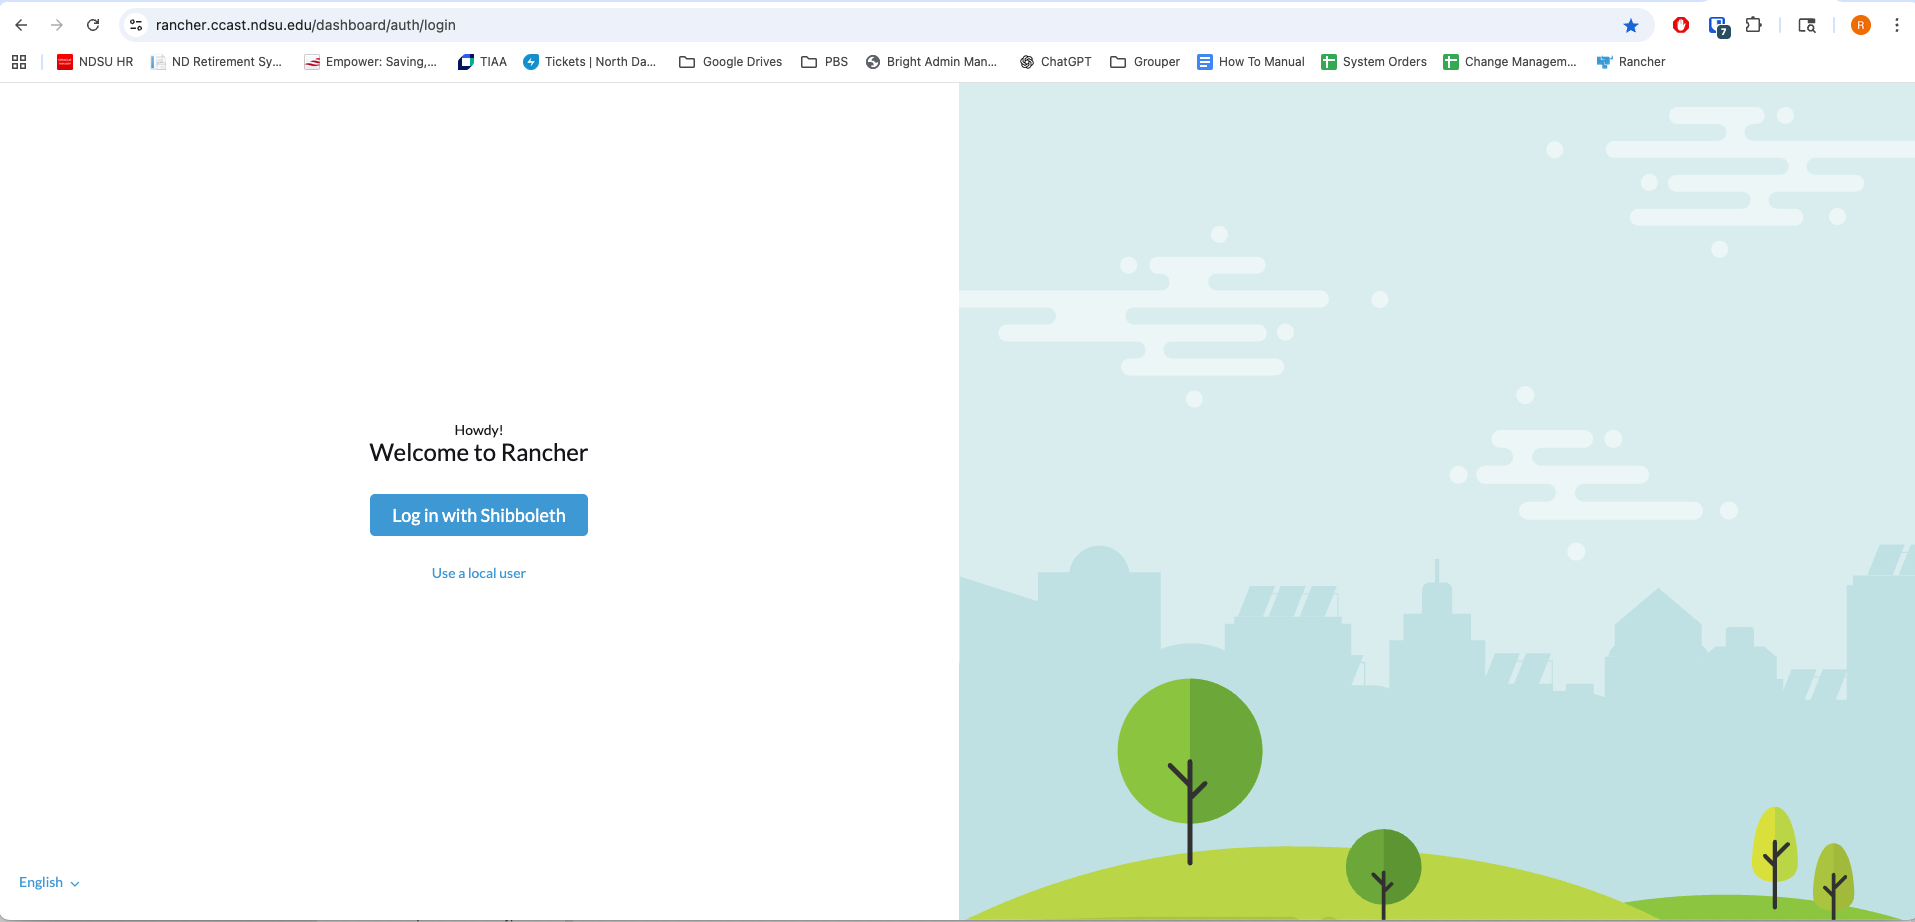 rancher.ccast.ndsu.edu/dashboard/auth/login
7
R
NDSU HR
ND Retirement Sy...
Empower: Saving,...
TIAA
Tickets | North Da...
Google Drives
PBS
Bright Admin Man...
ChatGPT
Grouper
How To Manual
System Orders
Change Managem...
Rancher
Howdy!
Welcome to Rancher
Log in with Shibboleth
Use a local user
English